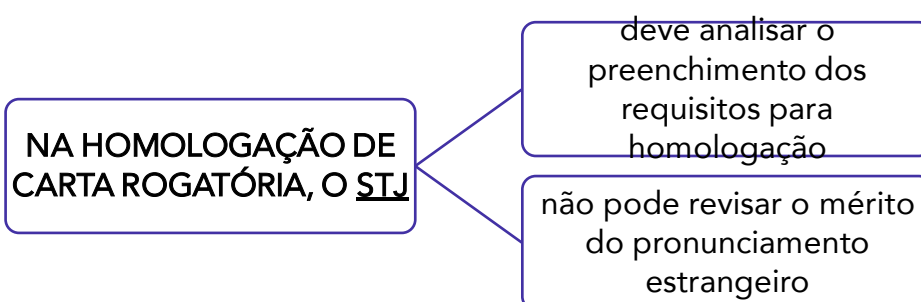 NA HOMOLOGAÇÃO DE
CARTA ROGATÓRIA, O STJ
deve analisar o
preenchimento dos
requisitos para
homologação
não pode revisar o mérito
do pronunciamento
estrangeiro